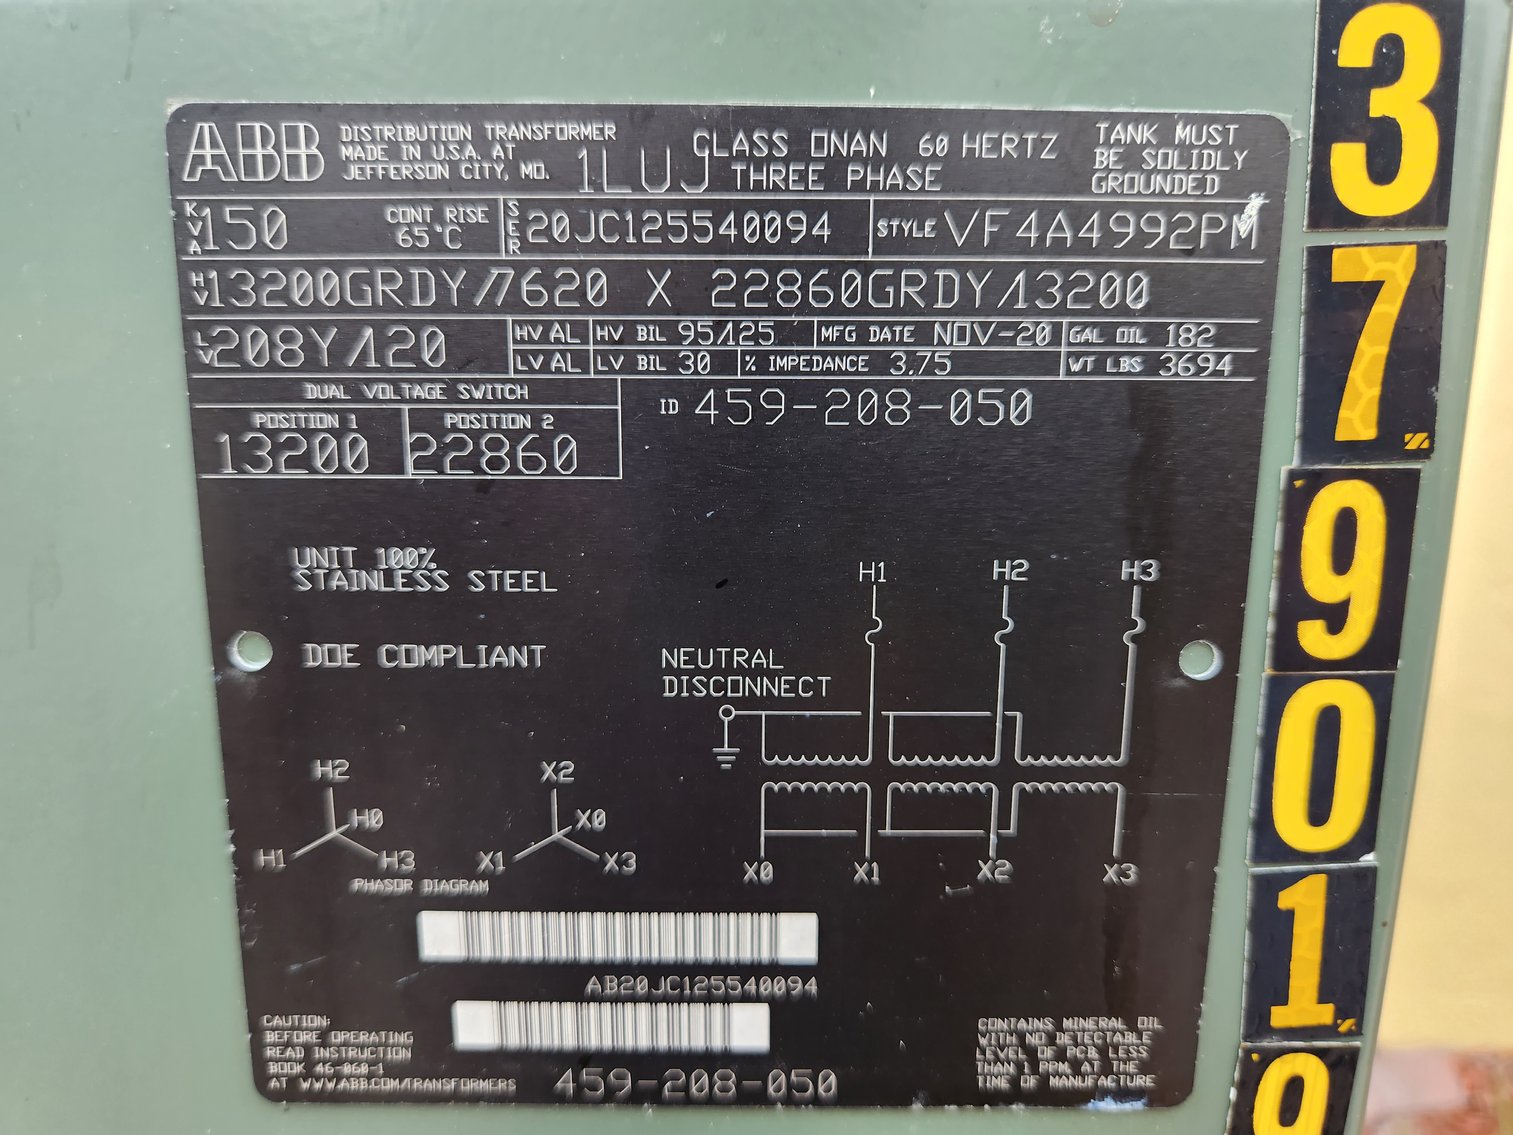 ABB
DISTRIBUTION TRANSFORMER
MADE IN U.S.A. AT
JEFFERSON CITY, MO.
1LUJ
CLASS ONAN 60 HERTZ
THREE PHASE
TANK MUST
BE SOLIDLY
GROUNDED
KVA 150 CONT RISE 65°C
SER 20JC125540094
STYLE VF4A4992PM
HV 13200GRDY/7620 X 22860GRDY/13200
LV 208Y/120
HV AL HV BIL 95/125 MFG DATE NOV-20 GAL OIL 182
LV AL LV BIL 30 % IMPEDANCE 3.75 WT LBS 3694
DUAL VOLTAGE SWITCH
POSITION 1 POSITION 2
13200 22860
ID 459-208-050
UNIT 100%
STAINLESS STEEL
DOE COMPLIANT
NEUTRAL
DISCONNECT
H1 H2 H3
X0 X1 X2 X3
H2
H0
H1 H3
X2
X0
X1 X3
PHASOR DIAGRAM
AB20JC125540094
459-208-050
CAUTION:
BEFORE OPERATING
READ INSTRUCTION
BOOK 46-060-1
AT WWW.ABB.COM/TRANSFORMERS
CONTAINS MINERAL OIL
WITH NO DETECTABLE
LEVEL OF PCB, LESS
THAN 1 PPM, AT THE
TIME OF MANUFACTURE
3
7
9
0
1